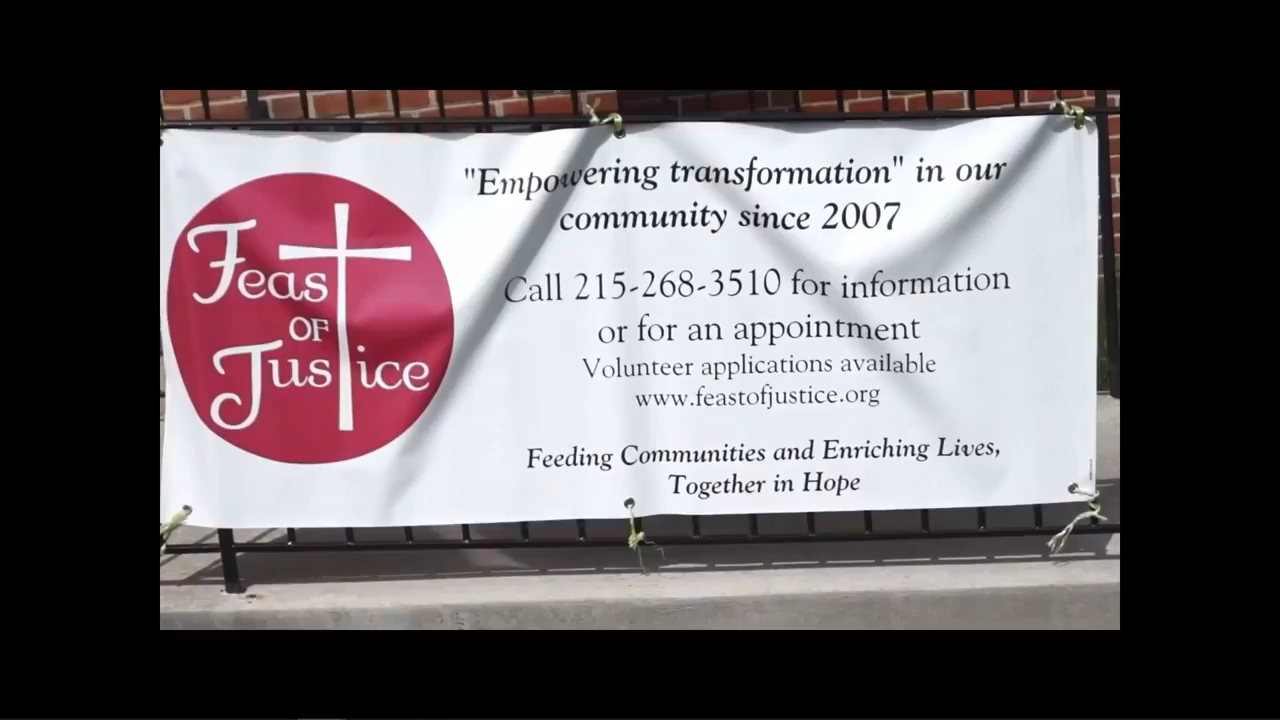 Feast
OF
Justice
"Empowering transformation" in our
community since 2007
Call 215-268-3510 for information
or for an appointment
Volunteer applications available
www.feastofjustice.org
Feeding Communities and Enriching Lives,
Together in Hope